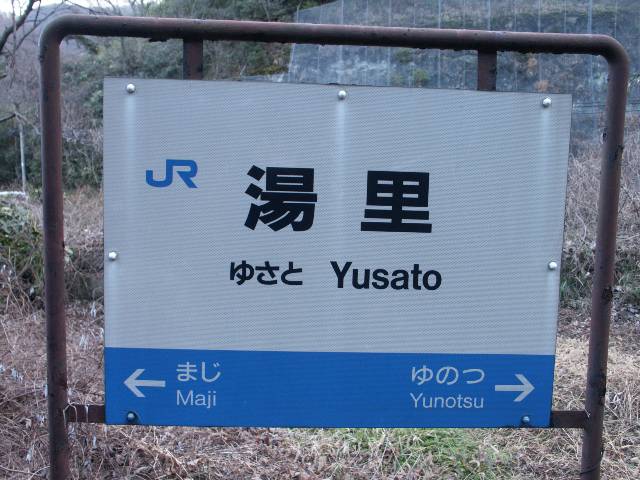 JR 湯里
ゆさと Yusato
← まじ
Maji
ゆのつ →
Yunotsu